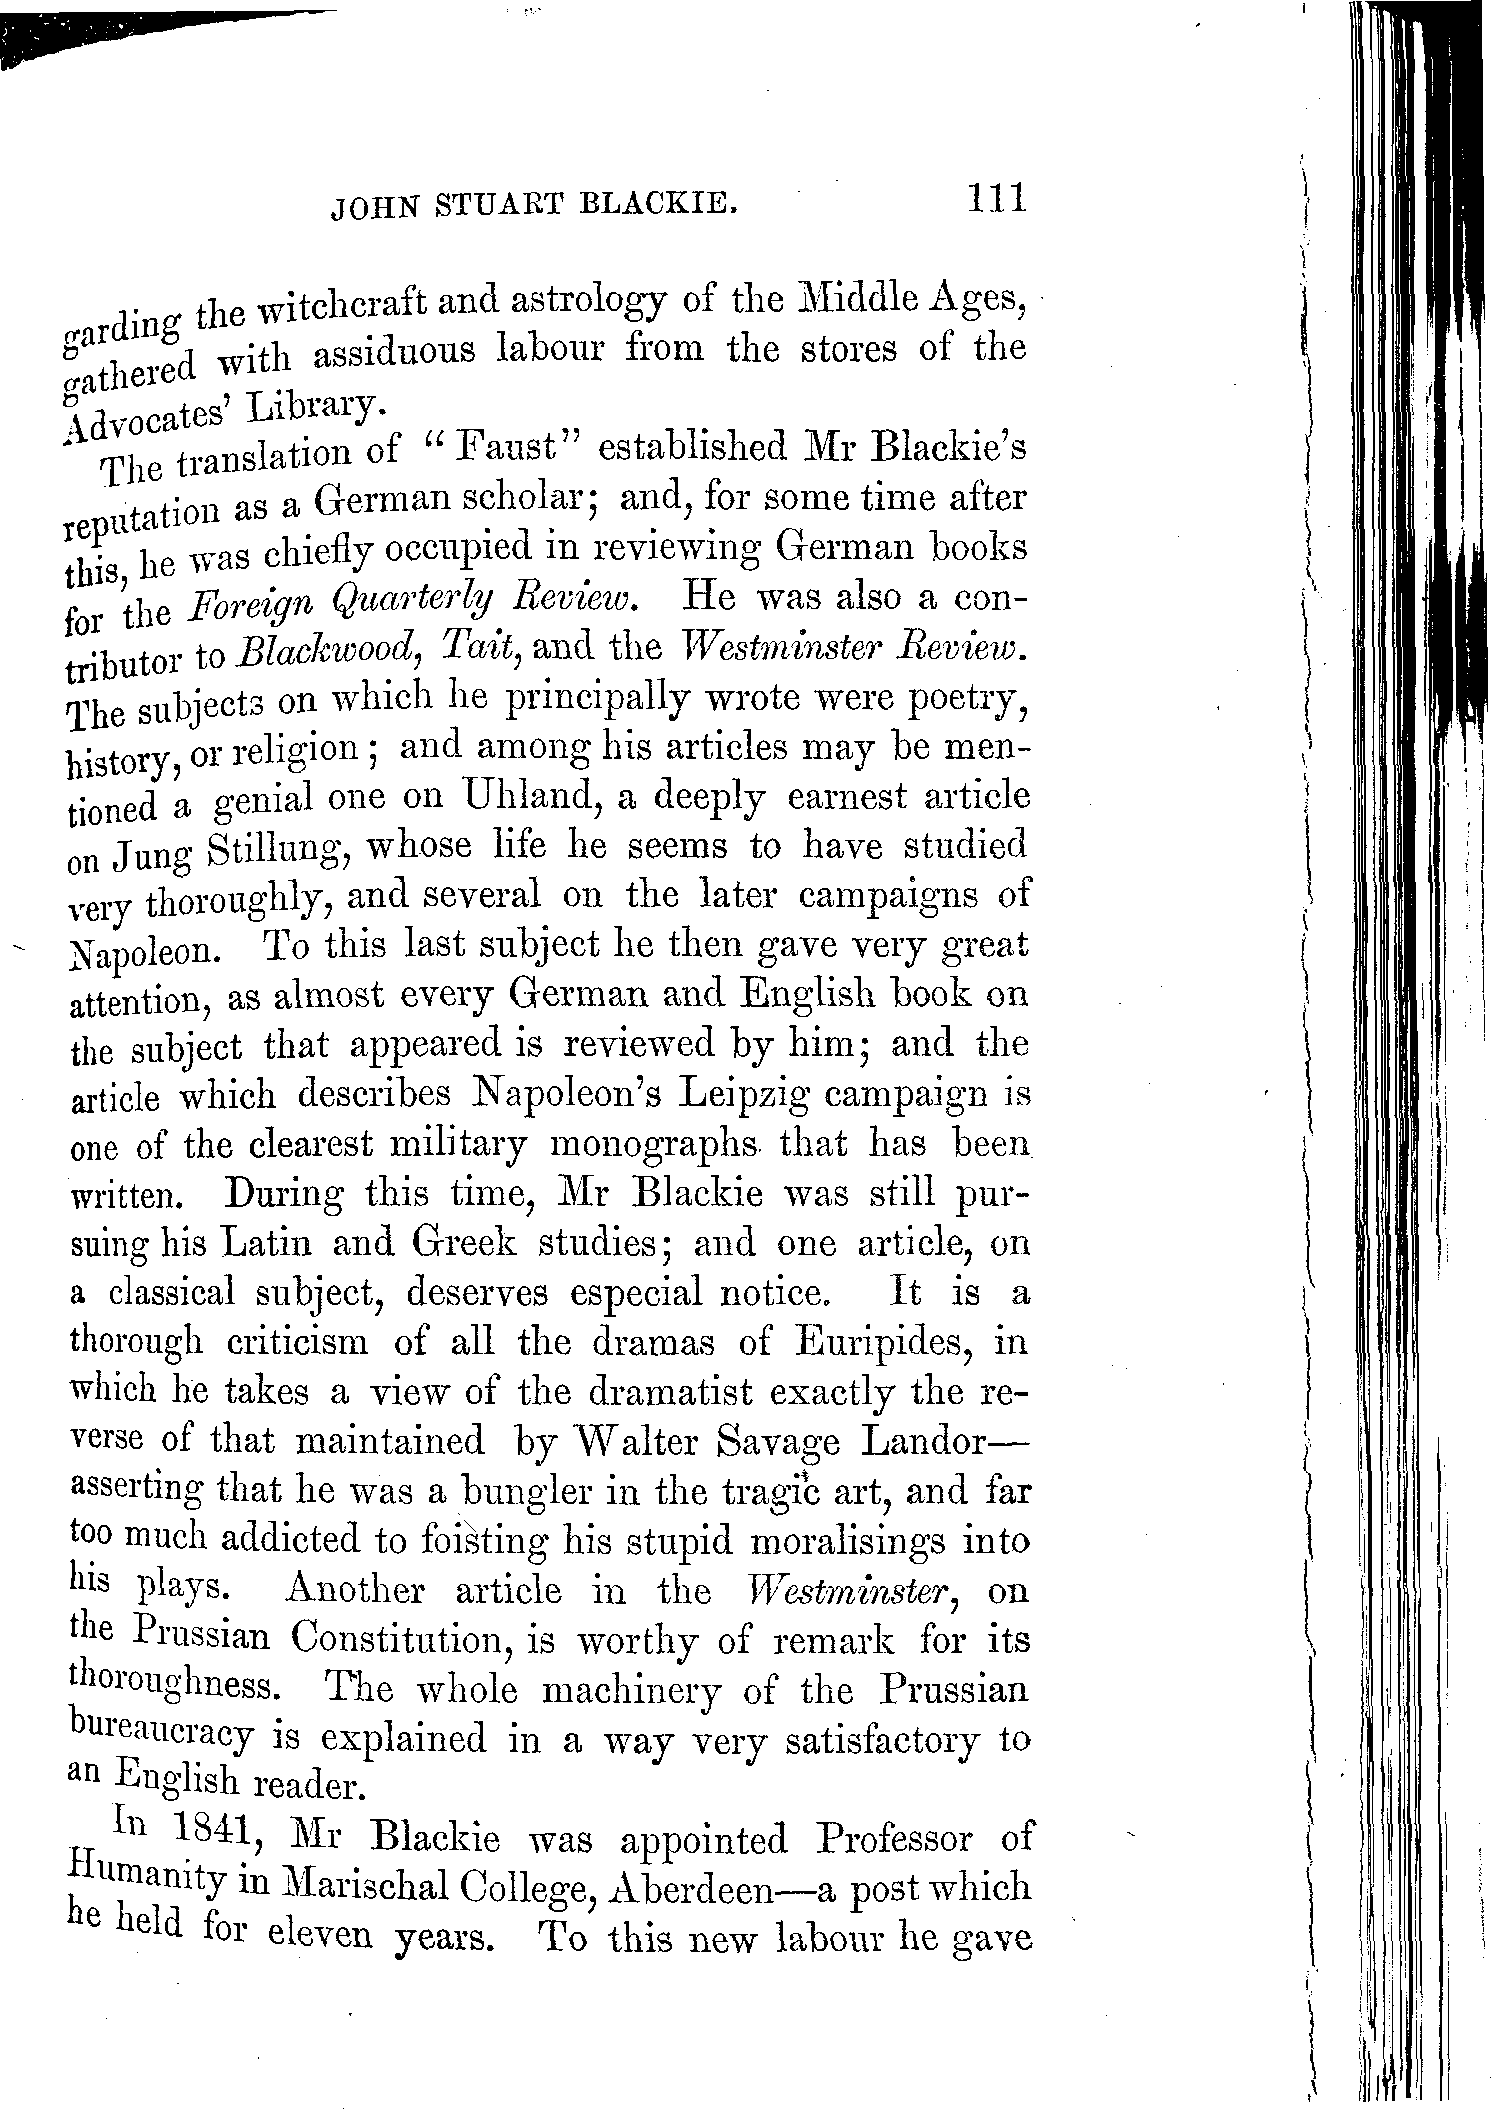 JOHN STUART BLACKIE. 111
garding the witchcraft and astrology of the Middle Ages,
gathered with assiduous labour from the stores of the
Advocates' Library.
The translation of "Faust" established Mr Blackie's
reputation as a German scholar; and, for some time after
this, he was chiefly occupied in reviewing German books
for the Foreign Quarterly Review. He was also a con-
tributor to Blackwood, Tait, and the Westminster Review.
The subjects on which he principally wrote were poetry,
history, or religion; and among his articles may be men-
tioned a genial one on Uhland, a deeply earnest article
on Jung Stillung, whose life he seems to have studied
very thoroughly, and several on the later campaigns of
Napoleon. To this last subject he then gave very great
attention, as almost every German and English book on
the subject that appeared is reviewed by him; and the
article which describes Napoleon's Leipzig campaign is
one of the clearest military monographs that has been
written. During this time, Mr Blackie was still pur-
suing his Latin and Greek studies; and one article, on
a classical subject, deserves especial notice. It is a
thorough criticism of all the dramas of Euripides, in
which he takes a view of the dramatist exactly the re-
verse of that maintained by Walter Savage Landor—
asserting that he was a bungler in the tragic art, and far
too much addicted to foisting his stupid moralisings into
his plays. Another article in the Westminster, on
the Prussian Constitution, is worthy of remark for its
thoroughness. The whole machinery of the Prussian
bureaucracy is explained in a way very satisfactory to
an English reader.
In 1841, Mr Blackie was appointed Professor of
Humanity in Marischal College, Aberdeen—a post which
he held for eleven years. To this new labour he gave